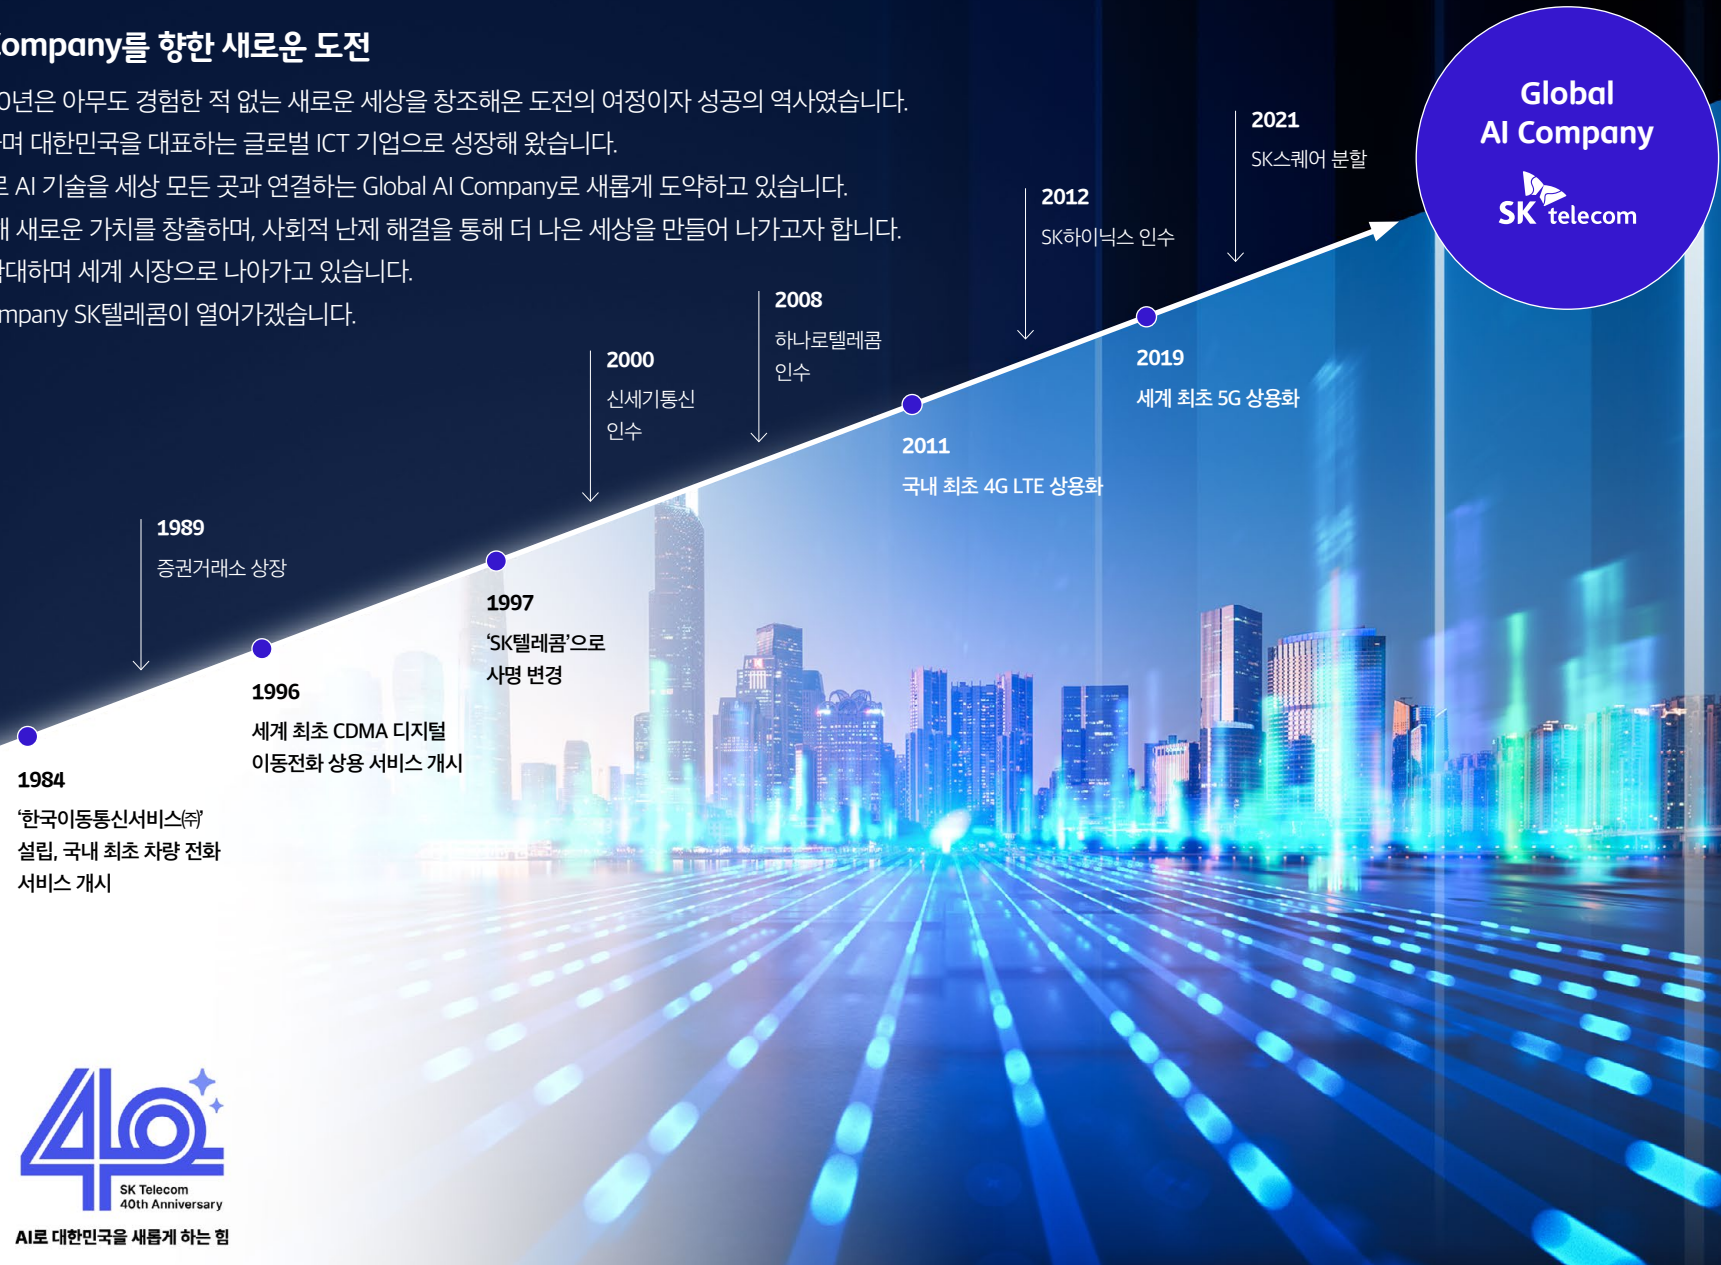 Company를 향한 새로운 도전
0년은 아무도 경험한 적 없는 새로운 세상을 창조해온 도전의 여정이자 성공의 역사였습니다.
며 대한민국을 대표하는 글로벌 ICT 기업으로 성장해 왔습니다.
로 AI 기술을 세상 모든 곳과 연결하는 Global AI Company로 새롭게 도약하고 있습니다.
해 새로운 가치를 창출하며, 사회적 난제 해결을 통해 더 나은 세상을 만들어 나가고자 합니다.
확대하며 세계 시장으로 나아가고 있습니다.
mpany SK텔레콤이 열어가겠습니다.
Global
AI Company
SK telecom
2021
SK스퀘어 분할
2012
SK하이닉스 인수
2008
하나로텔레콤
인수
2019
세계 최초 5G 상용화
2000
신세기통신
인수
2011
국내 최초 4G LTE 상용화
1989
증권거래소 상장
1997
‘SK텔레콤’으로
사명 변경
1996
세계 최초 CDMA 디지털
이동전화 상용 서비스 개시
1984
‘한국이동통신서비스㈜’
설립, 국내 최초 차량 전화
서비스 개시
40
SK Telecom
40th Anniversary
AI로 대한민국을 새롭게 하는 힘